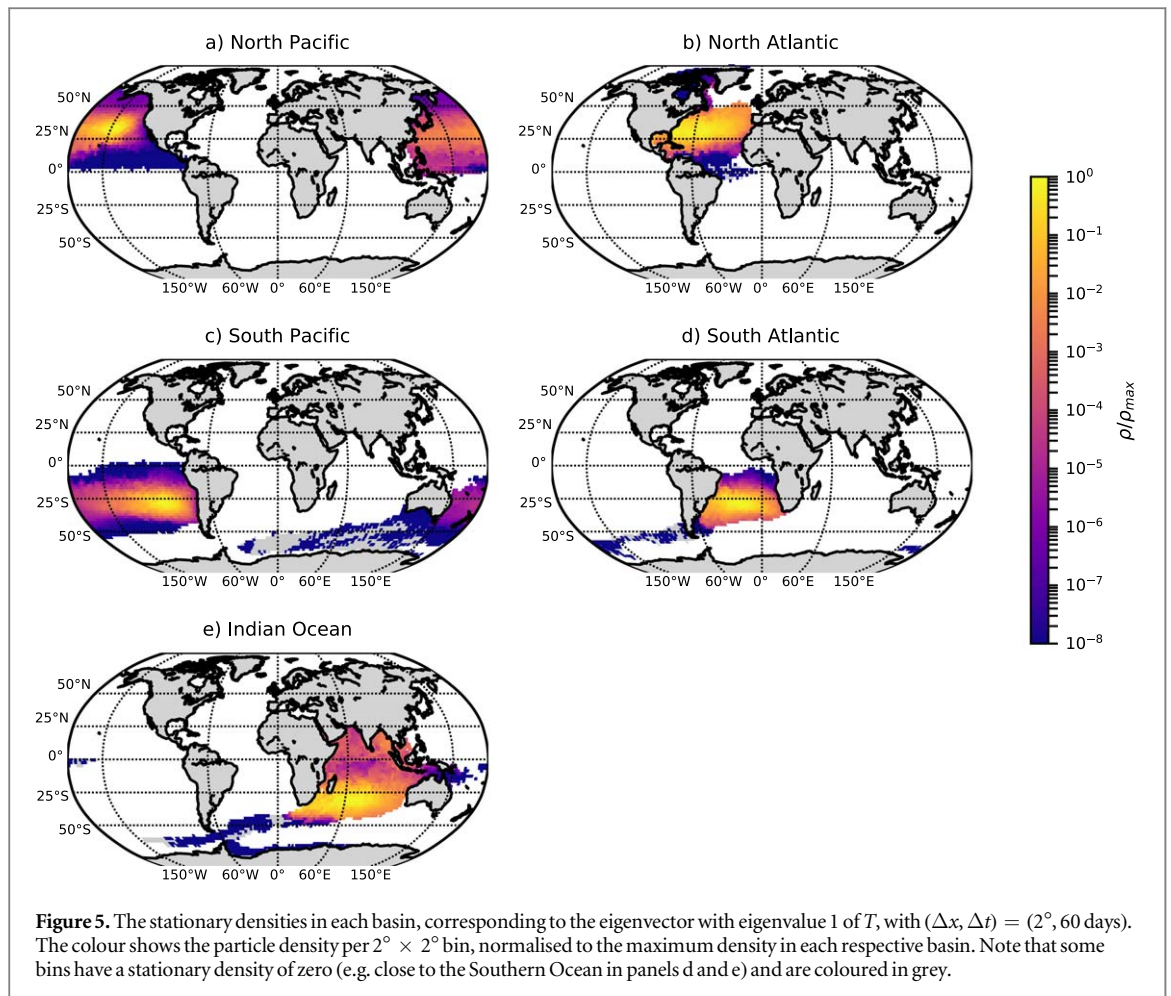 a) North Pacific
b) North Atlantic
50°N
25°N
0°
25°S
50°S
150°W 60°W 0° 60°E 150°E
50°N
25°N
0°
25°S
50°S
150°W 60°W 0° 60°E 150°E
c) South Pacific
d) South Atlantic
50°N
25°N
0°
25°S
50°S
150°W 60°W 0° 60°E 150°E
50°N
25°N
0°
25°S
50°S
150°W 60°W 0° 60°E 150°E
e) Indian Ocean
50°N
25°N
0°
25°S
50°S
150°W 60°W 0° 60°E 150°E
10⁰
10⁻¹
10⁻²
10⁻³
10⁻⁴
10⁻⁵
10⁻⁶
10⁻⁷
10⁻⁸
ρ/ρmax
Figure 5. The stationary densities in each basin, corresponding to the eigenvector with eigenvalue 1 of T, with (Δx, Δt) = (2°, 60 days).
The colour shows the particle density per 2° × 2° bin, normalised to the maximum density in each respective basin. Note that some
bins have a stationary density of zero (e.g. close to the Southern Ocean in panels d and e) and are coloured in grey.